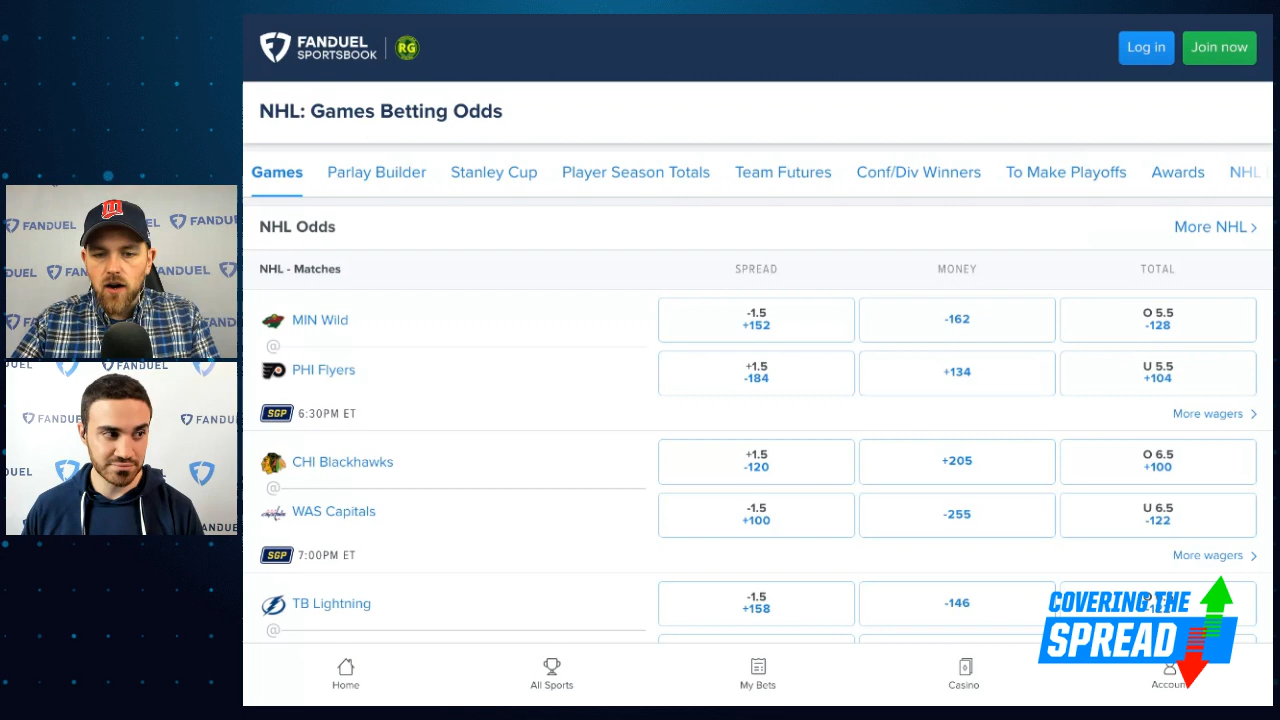 FANDUEL
SPORTSBOOK
RG
Log in
Join now
NHL: Games Betting Odds
Games
Parlay Builder
Stanley Cup
Player Season Totals
Team Futures
Conf/Div Winners
To Make Playoffs
Awards
NHL
NHL Odds
More NHL >
NHL - Matches
SPREAD
MONEY
TOTAL
MIN Wild
-1.5
+152
-162
O 5.5
-128
@
PHI Flyers
+1.5
-184
+134
U 5.5
+104
SGP 6:30PM ET
More wagers >
CHI Blackhawks
+1.5
-120
+205
O 6.5
+100
@
WAS Capitals
-1.5
+100
-255
U 6.5
-122
SGP 7:00PM ET
More wagers >
TB Lightning
-1.5
+158
-146
@
COVERING THE
SPREAD
Home
All Sports
My Bets
Casino
Account
FANDUEL
FANDUEL